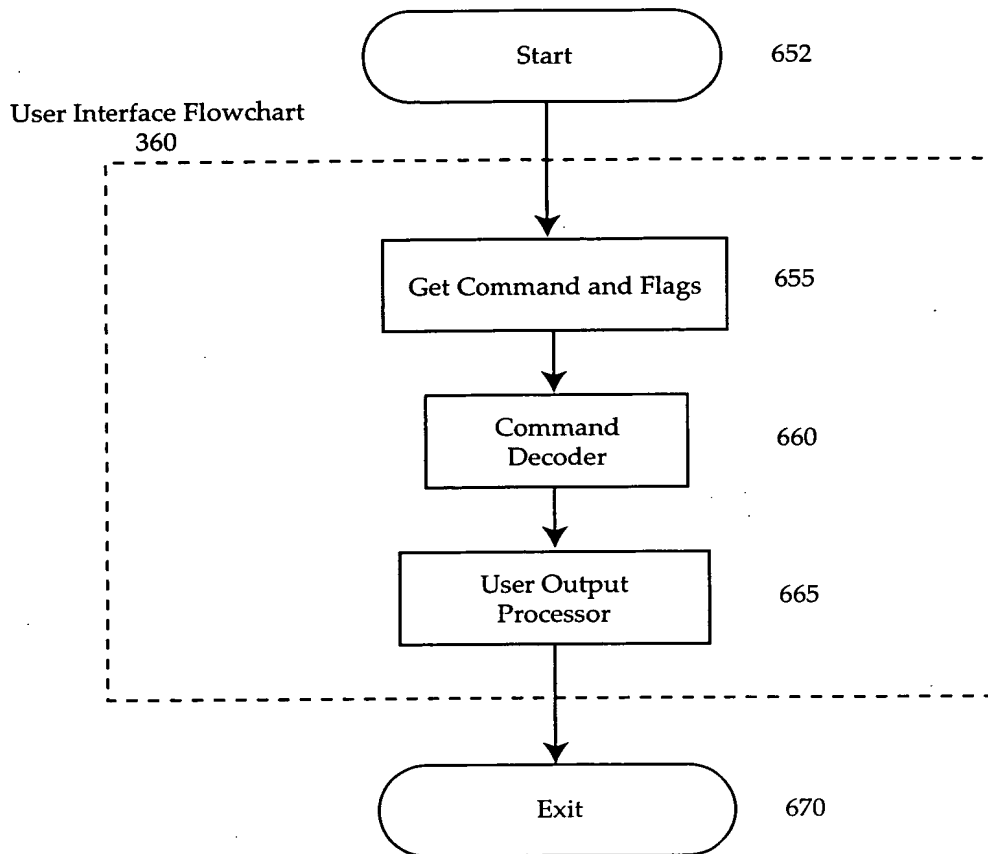 Start
652
User Interface Flowchart
360
Get Command and Flags
655
Command
Decoder
660
User Output
Processor
665
Exit
670